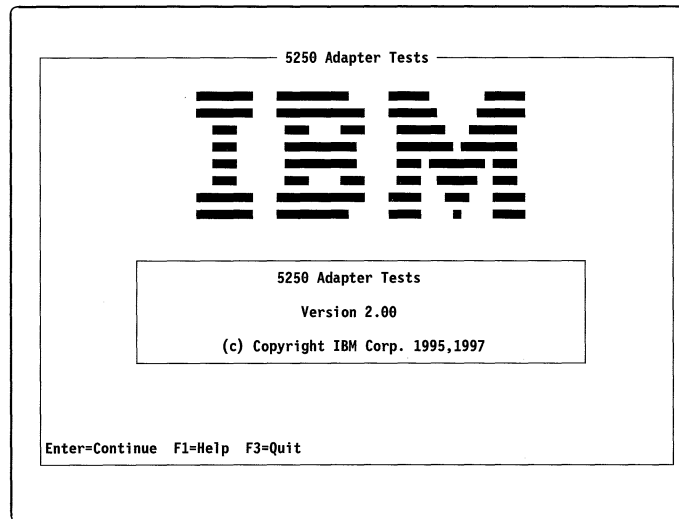 5250 Adapter Tests
IBM
5250 Adapter Tests
Version 2.00
(c) Copyright IBM Corp. 1995,1997
Enter=Continue F1=Help F3=Quit